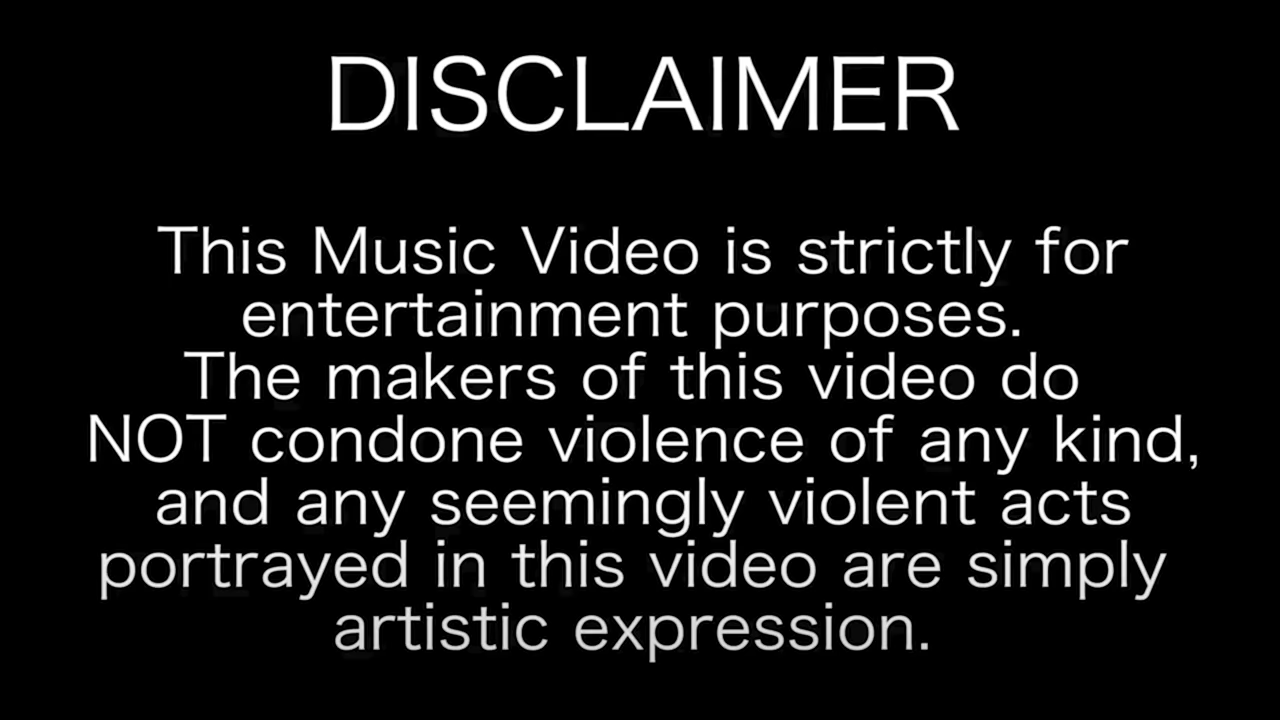 DISCLAIMER
This Music Video is strictly for
entertainment purposes.
The makers of this video do
NOT condone violence of any kind,
and any seemingly violent acts
portrayed in this video are simply
artistic expression.